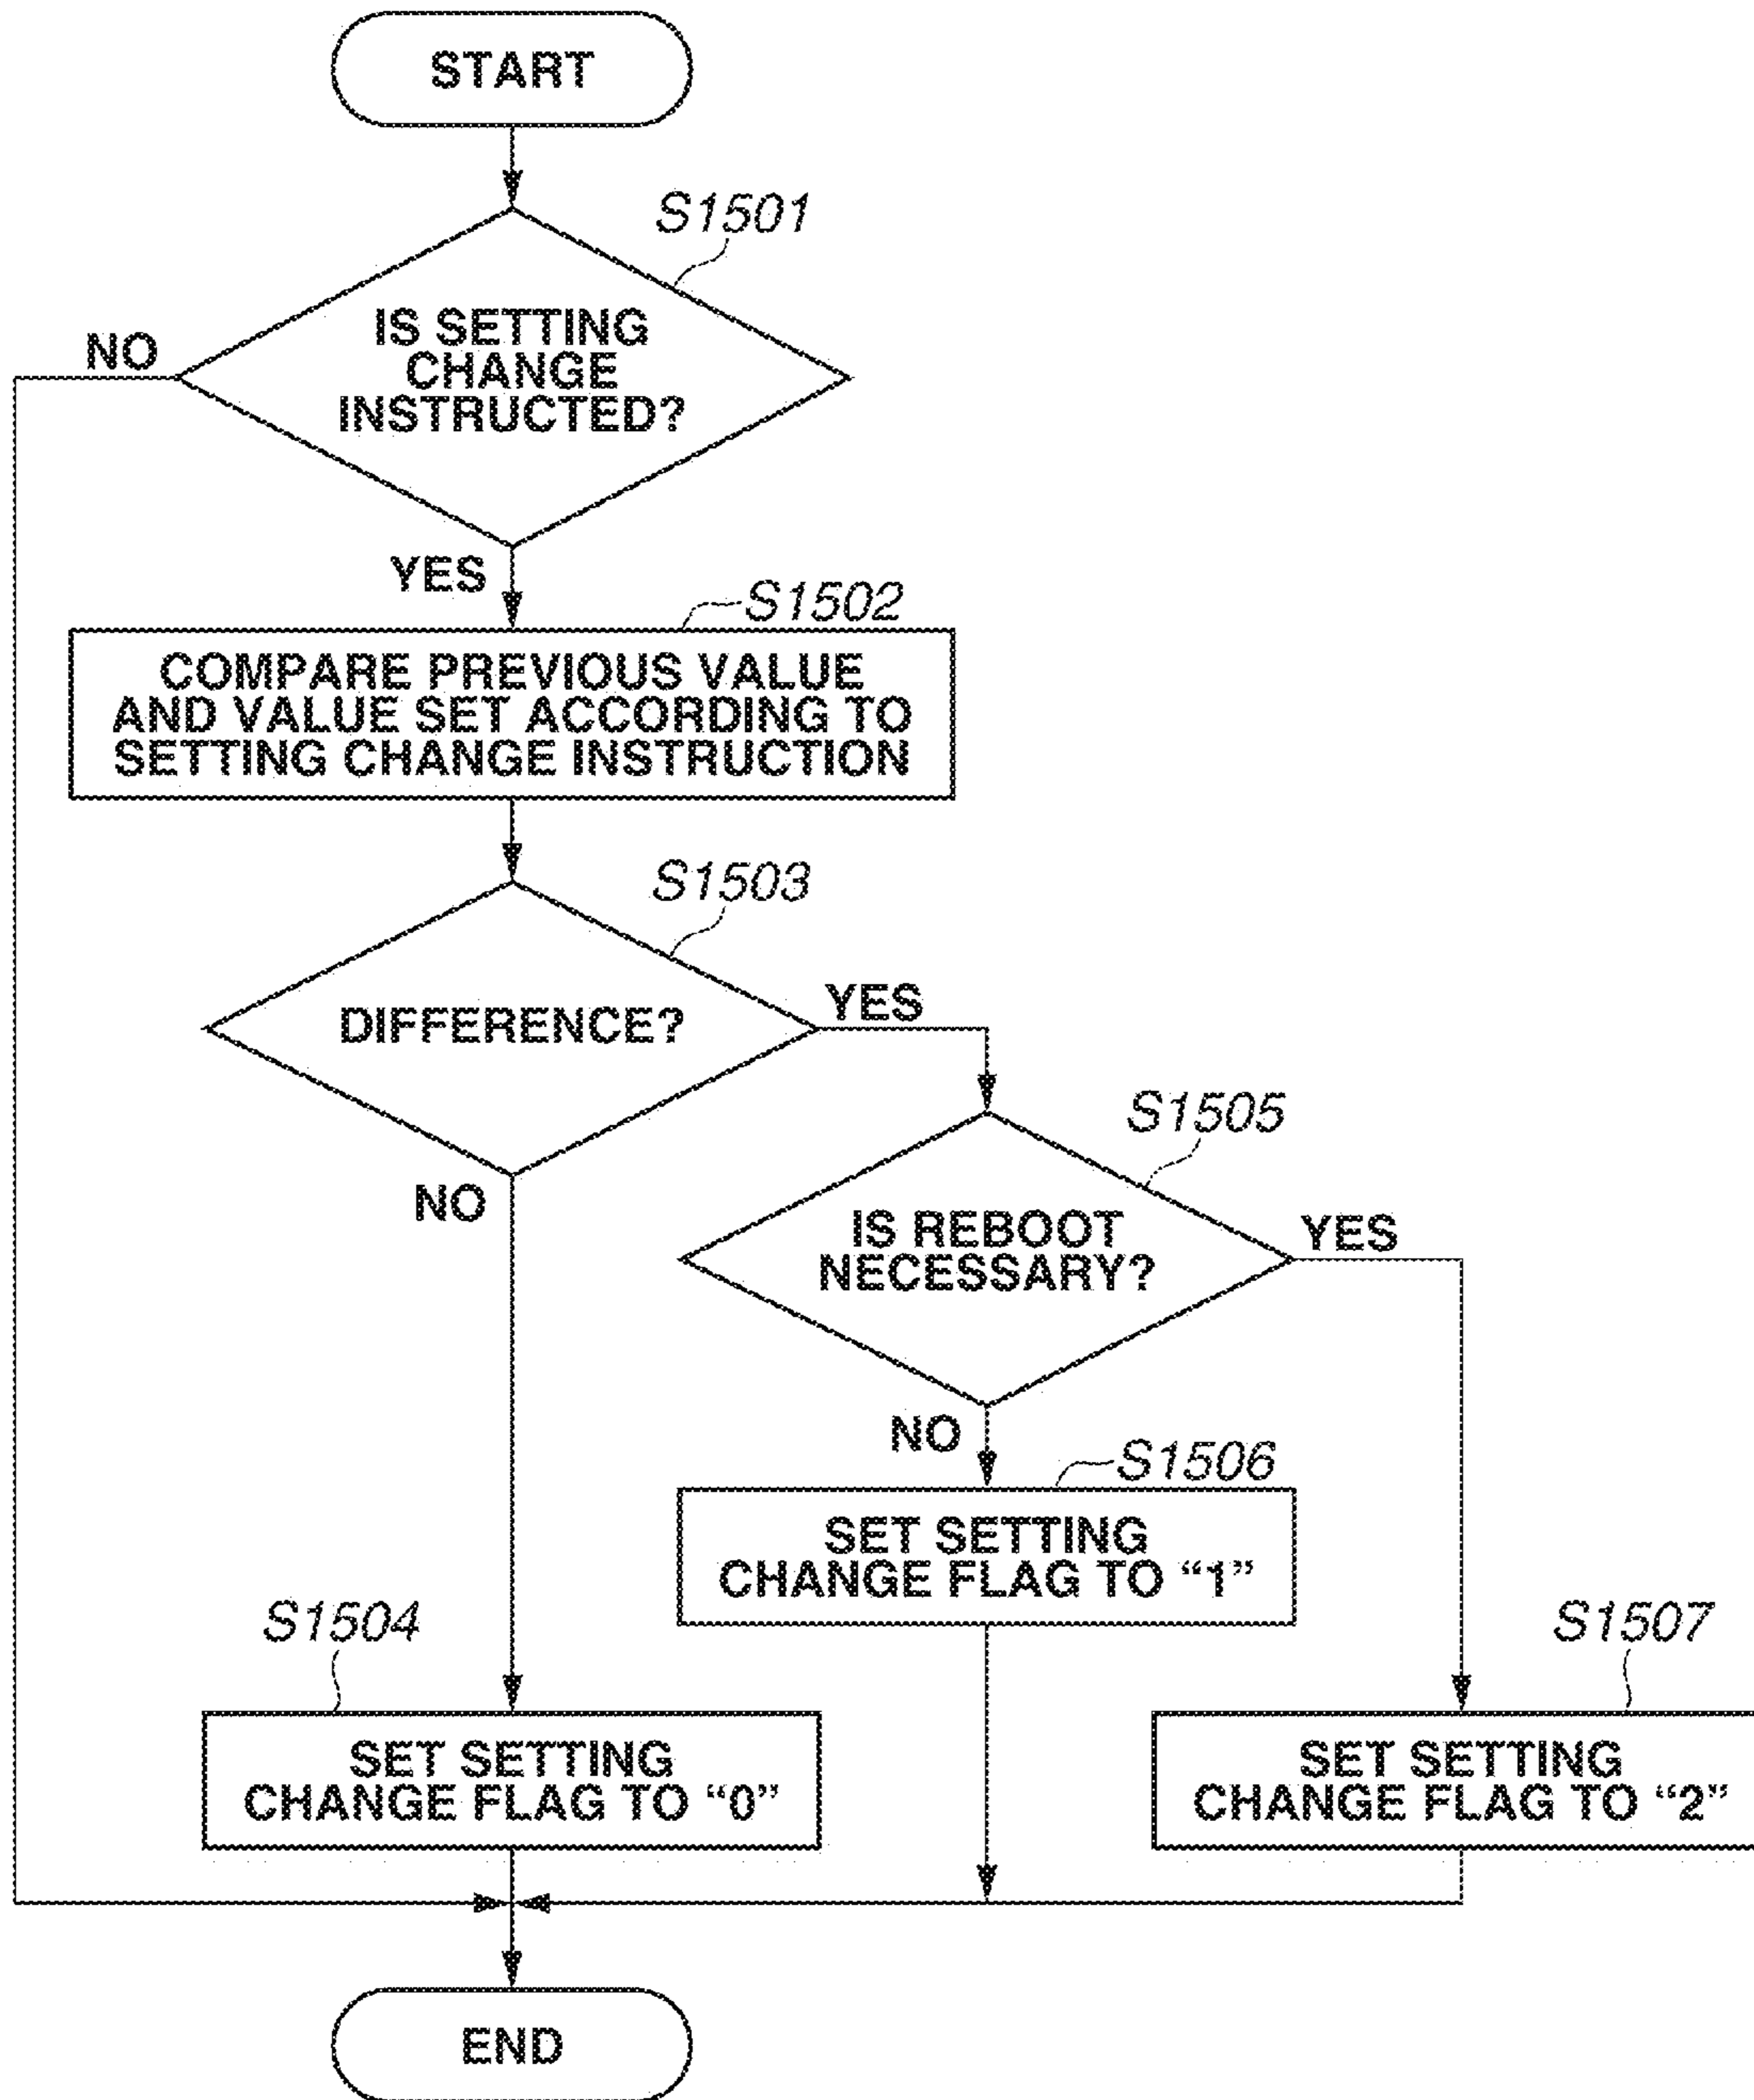 START
S1501
IS SETTING
CHANGE
INSTRUCTED?
NO
YES
S1502
COMPARE PREVIOUS VALUE
AND VALUE SET ACCORDING TO
SETTING CHANGE INSTRUCTION
S1503
DIFFERENCE?
YES
NO
S1505
IS REBOOT
NECESSARY?
YES
NO
S1506
SET SETTING
CHANGE FLAG TO “1”
S1504
SET SETTING
CHANGE FLAG TO “0”
S1507
SET SETTING
CHANGE FLAG TO “2”
END